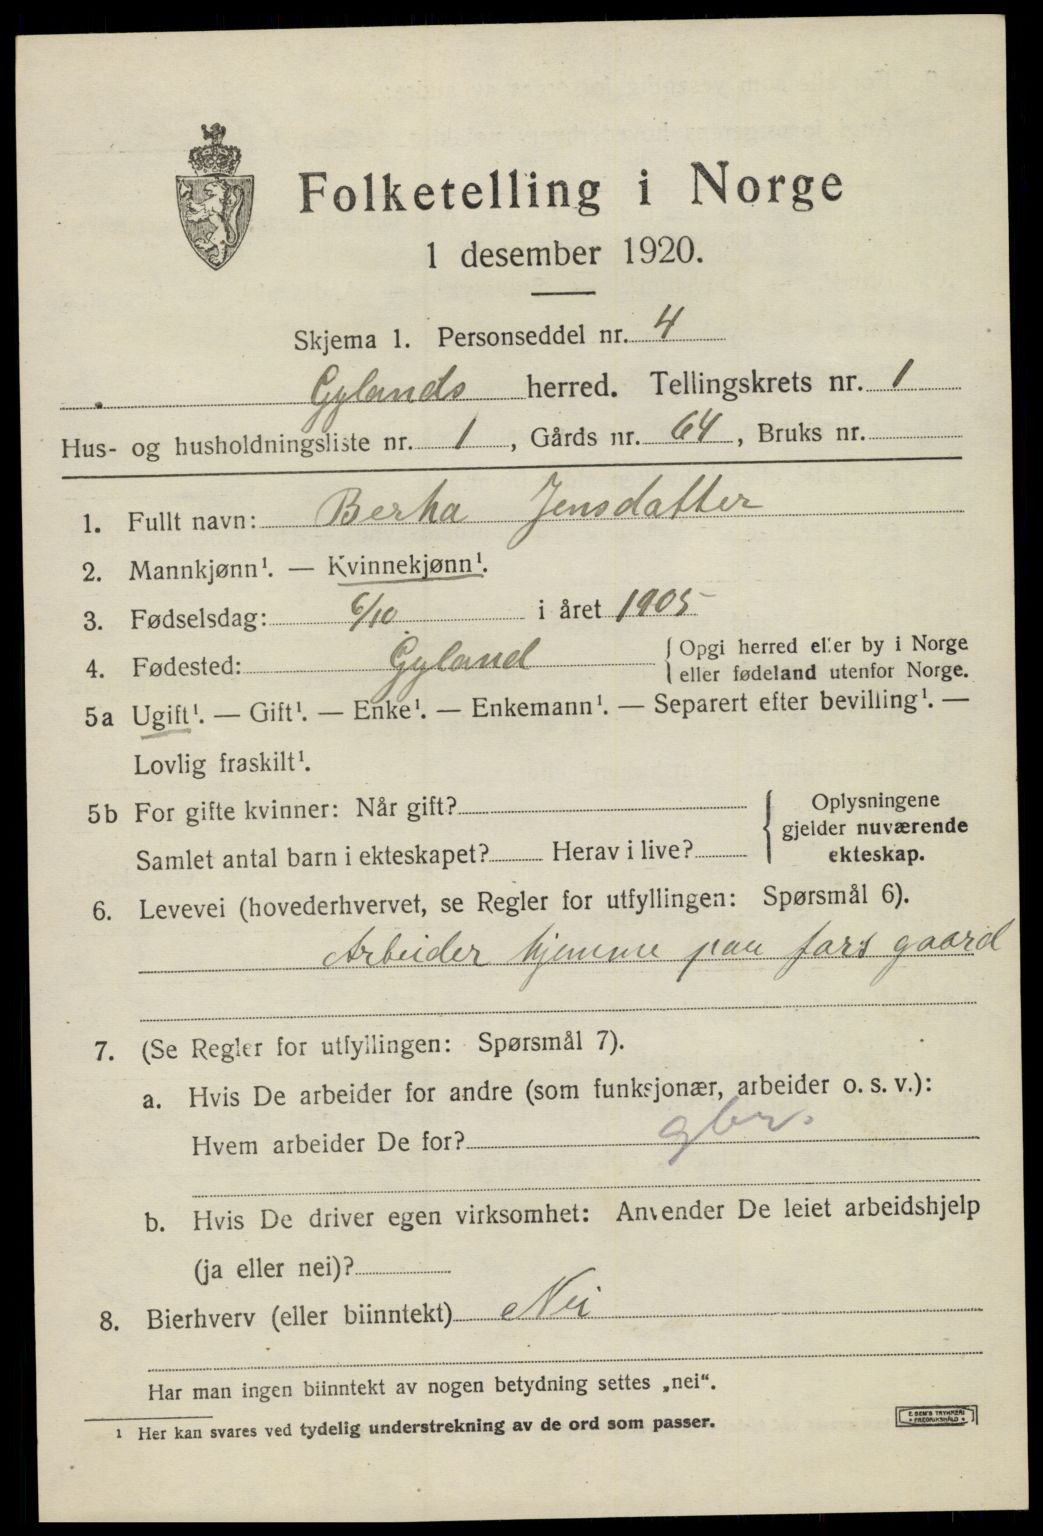 Folketelling i Norge
1 desember 1920.
Skjema 1. Personseddel nr. 4
Gylands herred. Tellingskrets nr. 1
Hus- og husholdningsliste nr. 1, Gårds nr. 64, Bruks nr.
1. Fullt navn: Bertha Jensdatter
2. Mannkjønn¹. — Kvinnekjønn¹.
3. Fødselsdag: 6/10 i året 1905
4. Fødested: Gyland { Opgi herred eller by i Norge
eller fødeland utenfor Norge.
5a Ugift¹. — Gift¹. — Enke¹. — Enkemann¹. — Separert efter bevilling¹. —
Lovlig fraskilt¹.
5b For gifte kvinner: Når gift?
Samlet antal barn i ekteskapet? Herav i live?
{ Oplysningene
gjelder nuværende
ekteskap.
6. Levevei (hovederhvervet, se Regler for utfyllingen: Spørsmål 6).
Arbeider hjemme paa fars gaard
7. (Se Regler for utfyllingen: Spørsmål 7).
a. Hvis De arbeider for andre (som funksjonær, arbeider o. s. v.):
Hvem arbeider De for? gbr.
b. Hvis De driver egen virksomhet: Anvender De leiet arbeidshjelp
(ja eller nei)?
8. Bierhverv (eller biinntekt) Nei
Har man ingen biinntekt av nogen betydning settes „nei“.
¹ Her kan svares ved tydelig understrekning av de ord som passer.
E. SEM'S TRYKKERI
FREDRIKSHALD